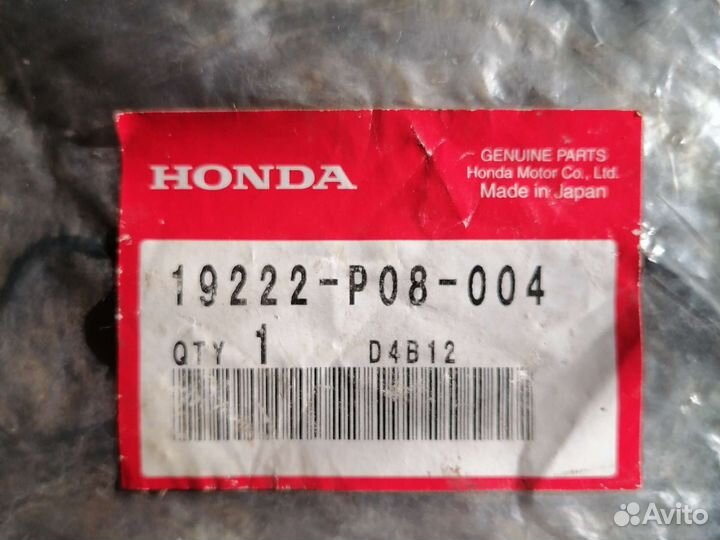 HONDA
GENUINE PARTS
Honda Motor Co., Ltd.
Made in Japan
19222-P08-004
QTY 1 D4B12
Avito